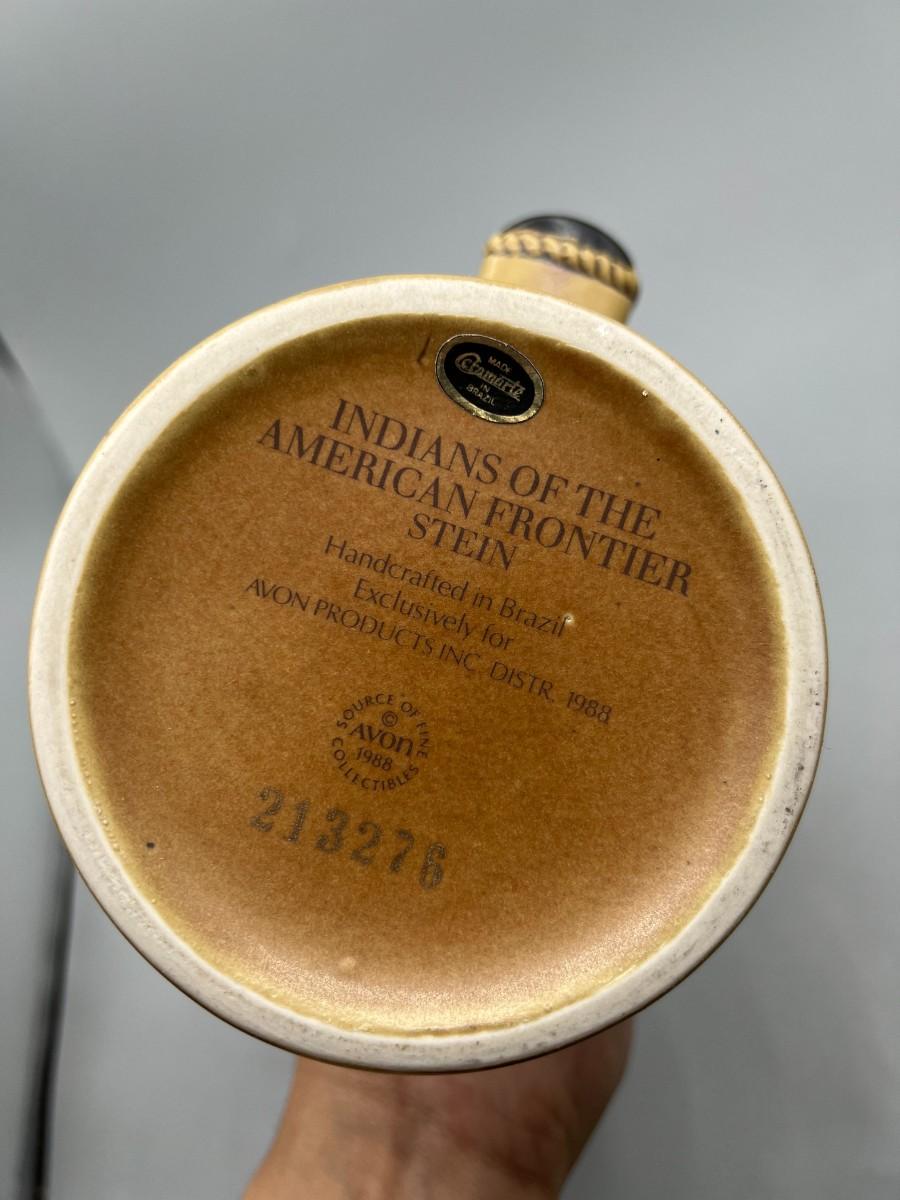 MADE
Ceramarte
IN
BRAZIL
INDIANS OF THE
AMERICAN FRONTIER
STEIN
Handcrafted in Brazil
Exclusively for
AVON PRODUCTS INC. DISTR. 1988
SOURCE OF FINE
©
AVON
1988
COLLECTIBLES
213276